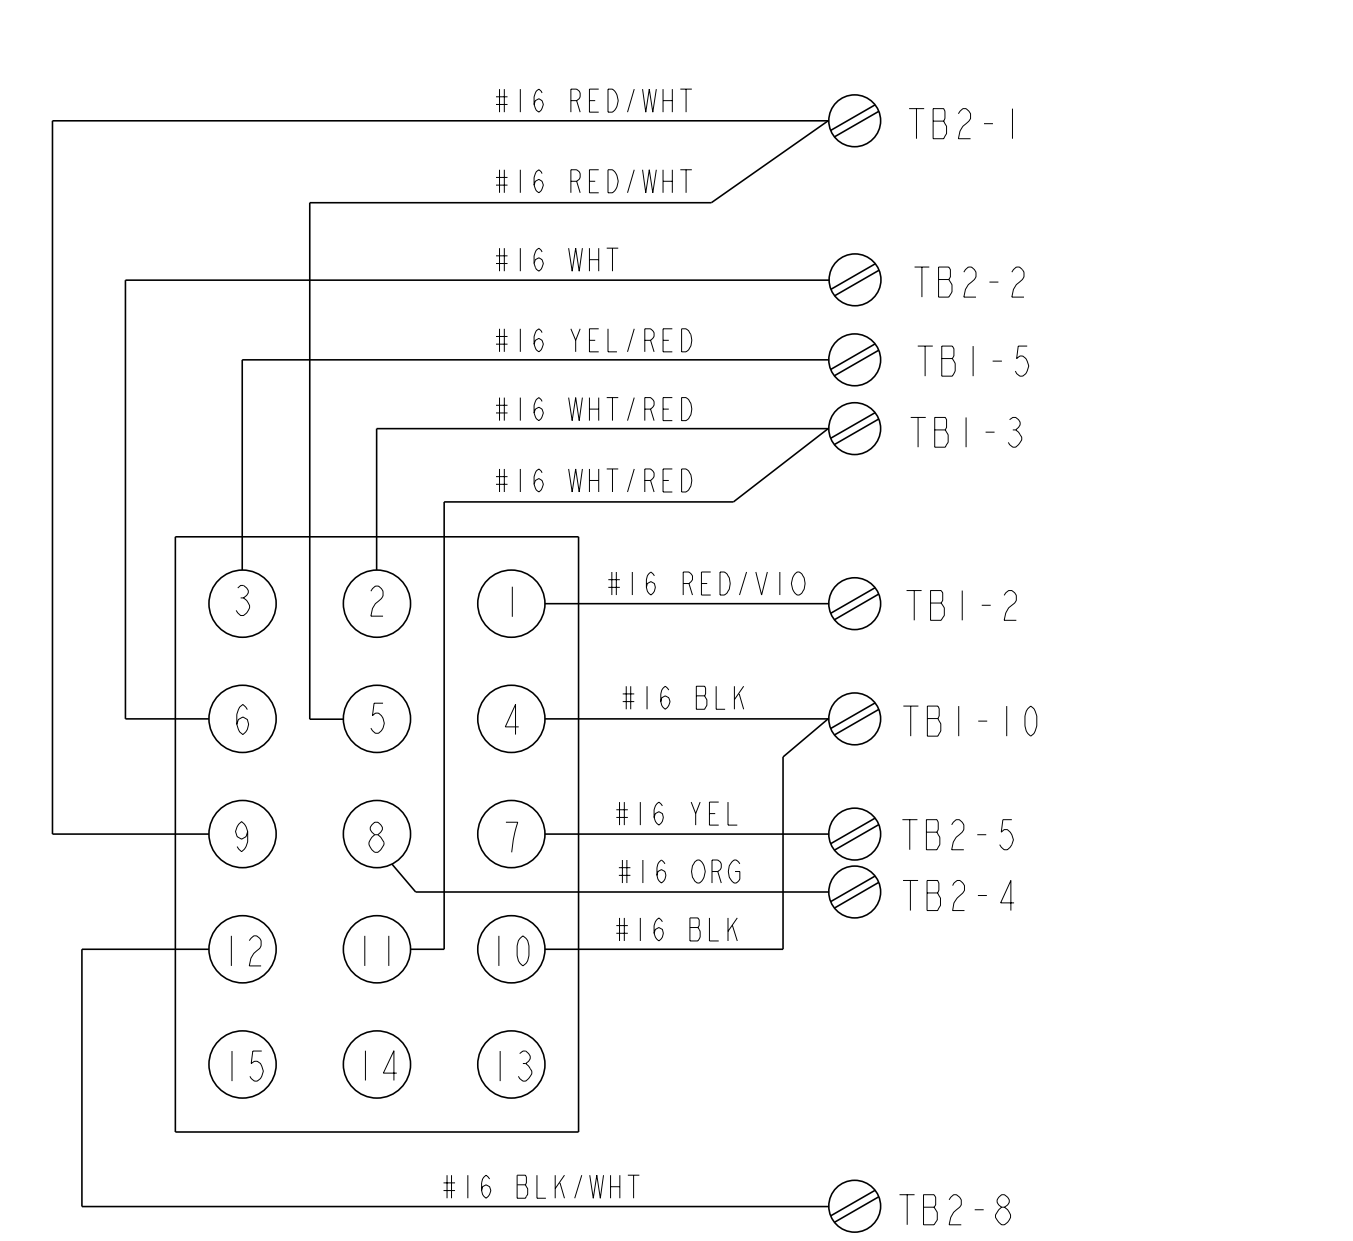 #16 RED/WHT TB2-1
#16 RED/WHT
#16 WHT TB2-2
#16 YEL/RED TB1-5
#16 WHT/RED TB1-3
#16 WHT/RED
3 2 1 #16 RED/VIO TB1-2
6 5 4 #16 BLK TB1-10
9 8 7 #16 YEL TB2-5
#16 ORG TB2-4
12 11 10 #16 BLK
15 14 13
#16 BLK/WHT TB2-8